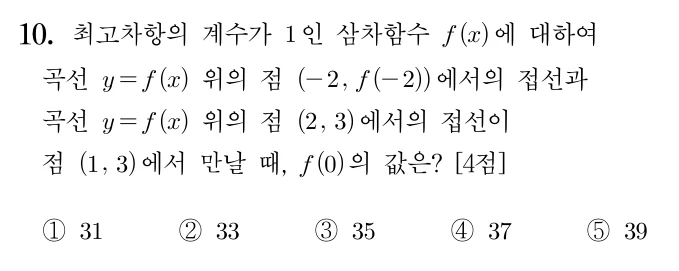 10. 최고차항의 계수가 1인 삼차함수 f(x)에 대하여
곡선 y=f(x) 위의 점 (-2, f(-2))에서의 접선과
곡선 y=f(x) 위의 점 (2, 3)에서의 접선이
점 (1, 3)에서 만날 때, f(0)의 값은? [4점]
① 31 ② 33 ③ 35 ④ 37 ⑤ 39